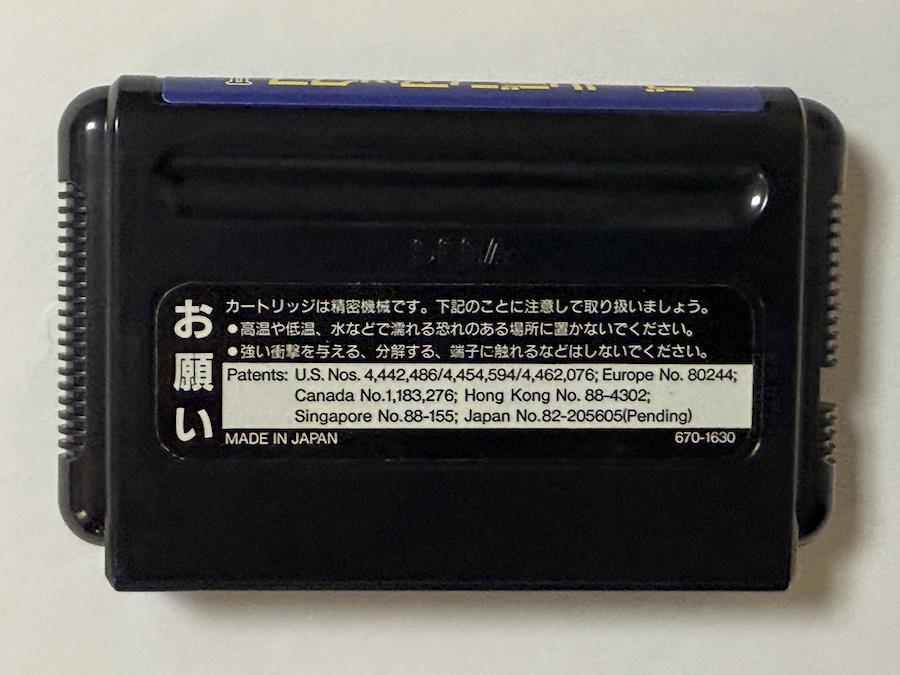 SEGA
お願い
カートリッジは精密機械です。下記のことに注意して取り扱いましょう。
●高温や低温、水などで濡れる恐れのある場所に置かないでください。
●強い衝撃を与える、分解する、端子に触れるなどはしないでください。
Patents: U.S. Nos. 4,442,486/4,454,594/4,462,076; Europe No. 80244;
Canada No.1,183,276; Hong Kong No. 88-4302;
Singapore No.88-155; Japan No.82-205605(Pending)
MADE IN JAPAN 670-1630